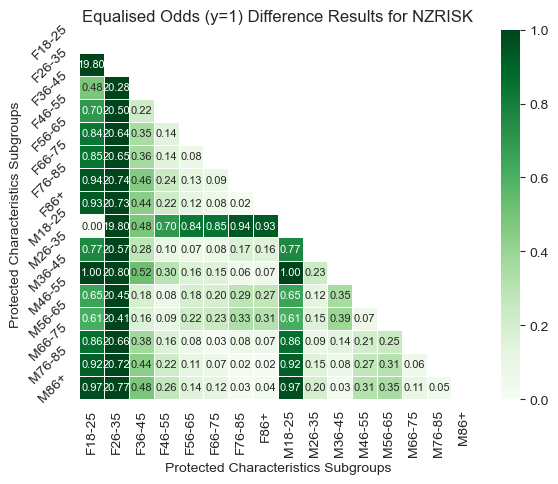 Equalised Odds (y=1) Difference Results for NZRISK
Protected Characteristics Subgroups
F18-25
F26-35 19.80
F36-45 0.48 20.28
F46-55 0.70 20.50 0.22
F56-65 0.84 20.64 0.35 0.14
F66-75 0.85 20.65 0.36 0.14 0.08
F76-85 0.94 20.74 0.46 0.24 0.13 0.09
F86+ 0.93 20.73 0.44 0.22 0.12 0.08 0.02
M18-25 0.00 19.80 0.48 0.70 0.84 0.85 0.94 0.93
M26-35 0.77 20.57 0.28 0.10 0.07 0.08 0.17 0.16 0.77
M36-45 1.00 20.80 0.52 0.30 0.16 0.15 0.06 0.07 1.00 0.23
M46-55 0.65 20.45 0.18 0.08 0.18 0.20 0.29 0.27 0.65 0.12 0.35
M56-65 0.61 20.41 0.16 0.09 0.22 0.23 0.33 0.31 0.61 0.15 0.39 0.07
M66-75 0.86 20.66 0.38 0.16 0.08 0.03 0.08 0.07 0.86 0.09 0.14 0.21 0.25
M76-85 0.92 20.72 0.44 0.22 0.11 0.07 0.02 0.02 0.92 0.15 0.08 0.27 0.31 0.06
M86+ 0.97 20.77 0.48 0.26 0.14 0.12 0.03 0.04 0.97 0.20 0.03 0.31 0.35 0.11 0.05
F18-25 F26-35 F36-45 F46-55 F56-65 F66-75 F76-85 F86+ M18-25 M26-35 M36-45 M46-55 M56-65 M66-75 M76-85 M86+
Protected Characteristics Subgroups
1.0
0.8
0.6
0.4
0.2
0.0